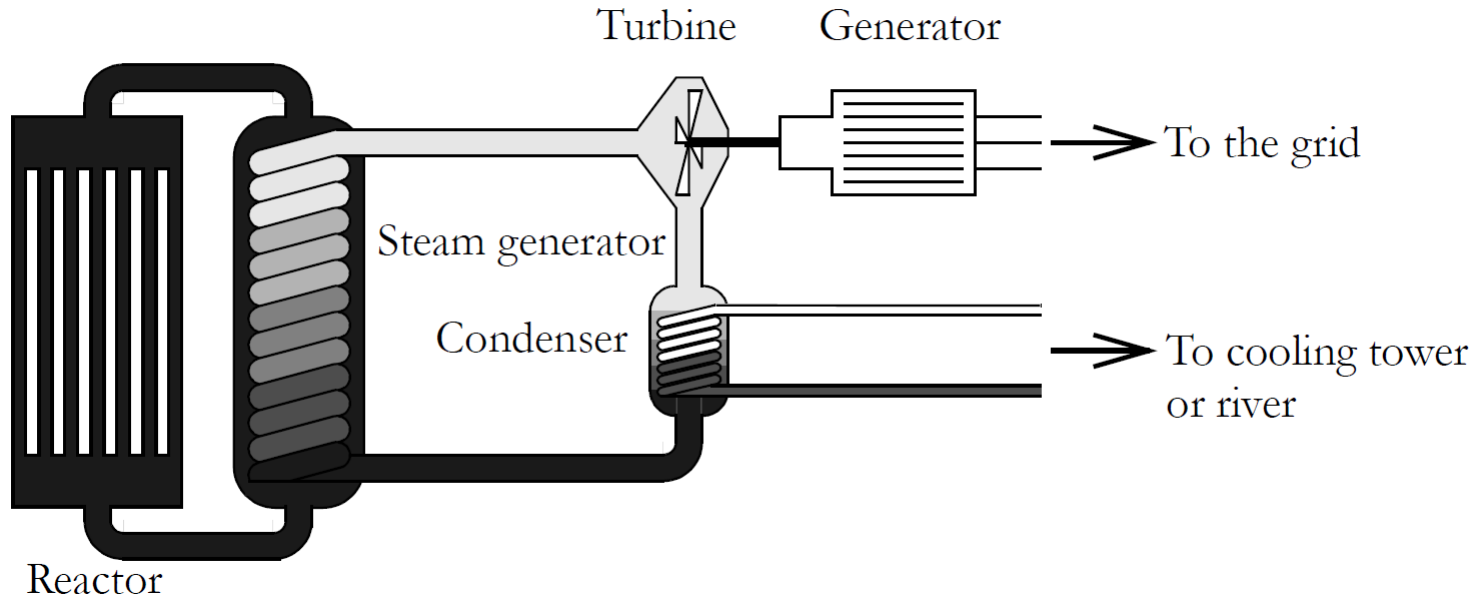 Turbine
Generator
To the grid
Steam generator
Condenser
To cooling tower
or river
Reactor